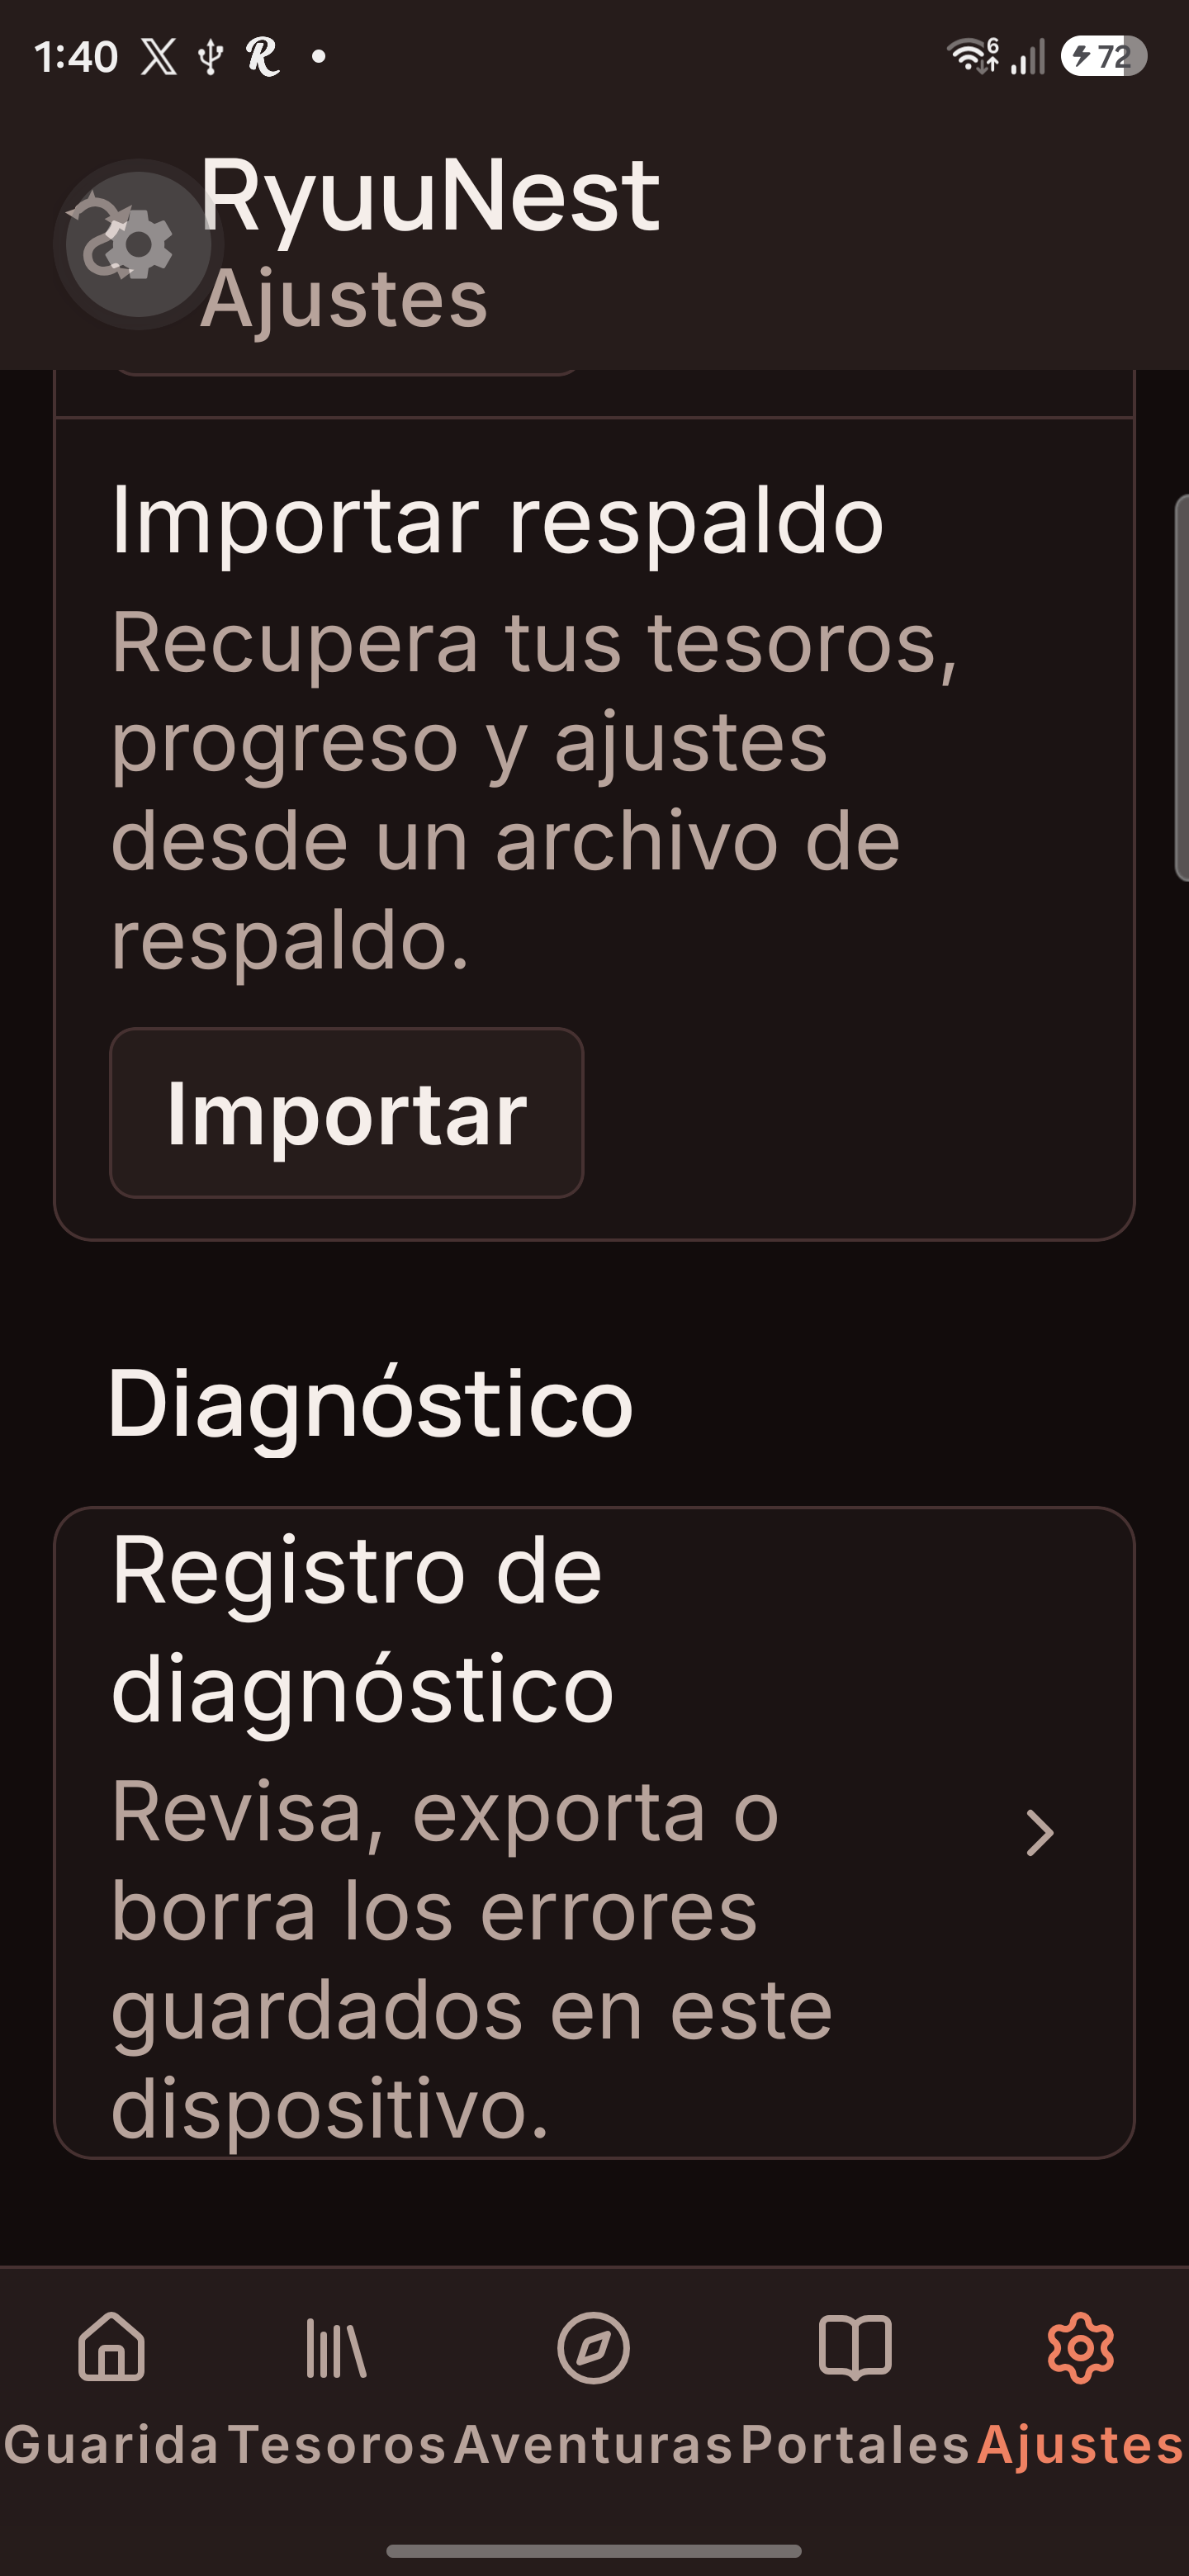 1:40
6
72
RyuuNest
Ajustes
Importar respaldo
Recupera tus tesoros,
progreso y ajustes
desde un archivo de
respaldo.
Importar
Diagnóstico
Registro de
diagnóstico
Revisa, exporta o
borra los errores
guardados en este
dispositivo.
Guarida Tesoros Aventuras Portales Ajustes